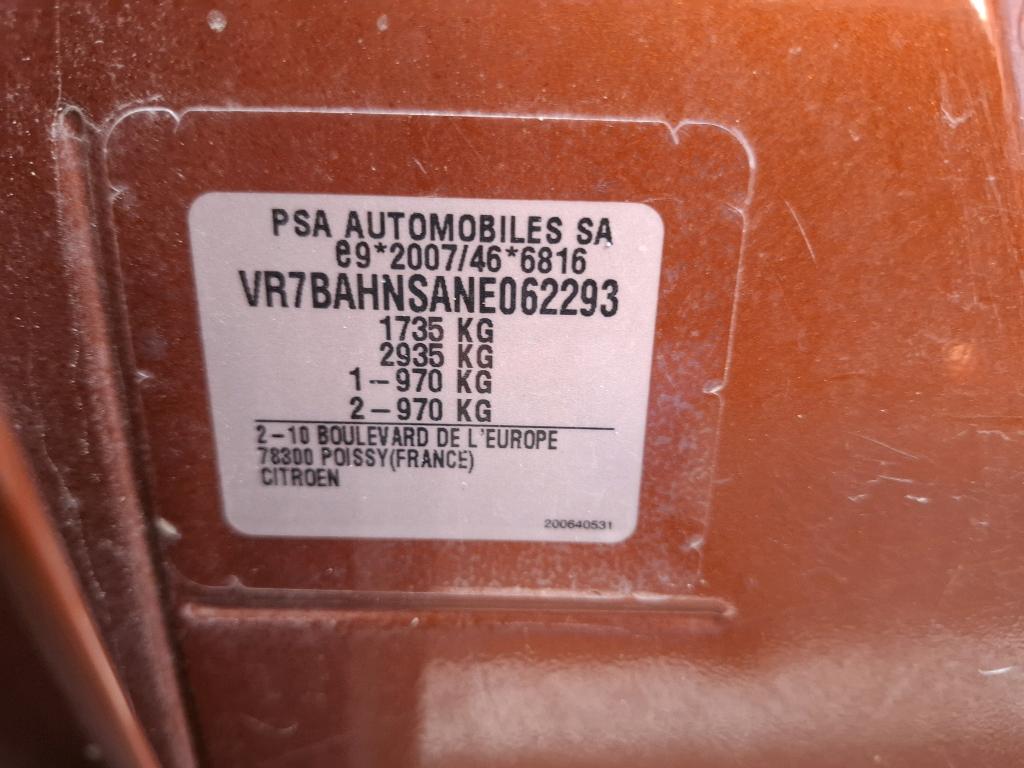 PSA AUTOMOBILES SA
e9*2007/46*6816
VR7BAHNSANE062293
1735 KG
2935 KG
1-970 KG
2-970 KG
2-10 BOULEVARD DE L'EUROPE
78300 POISSY(FRANCE)
CITROEN
200640531